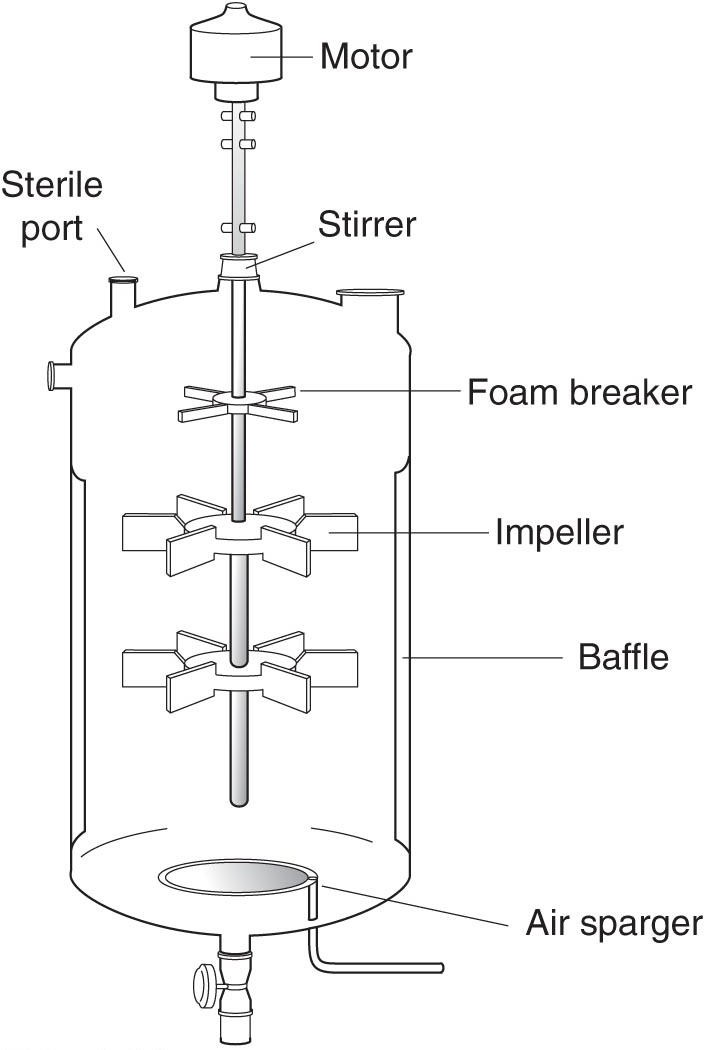 Motor
Sterile
port
Stirrer
Foam breaker
Impeller
Baffle
Air sparger